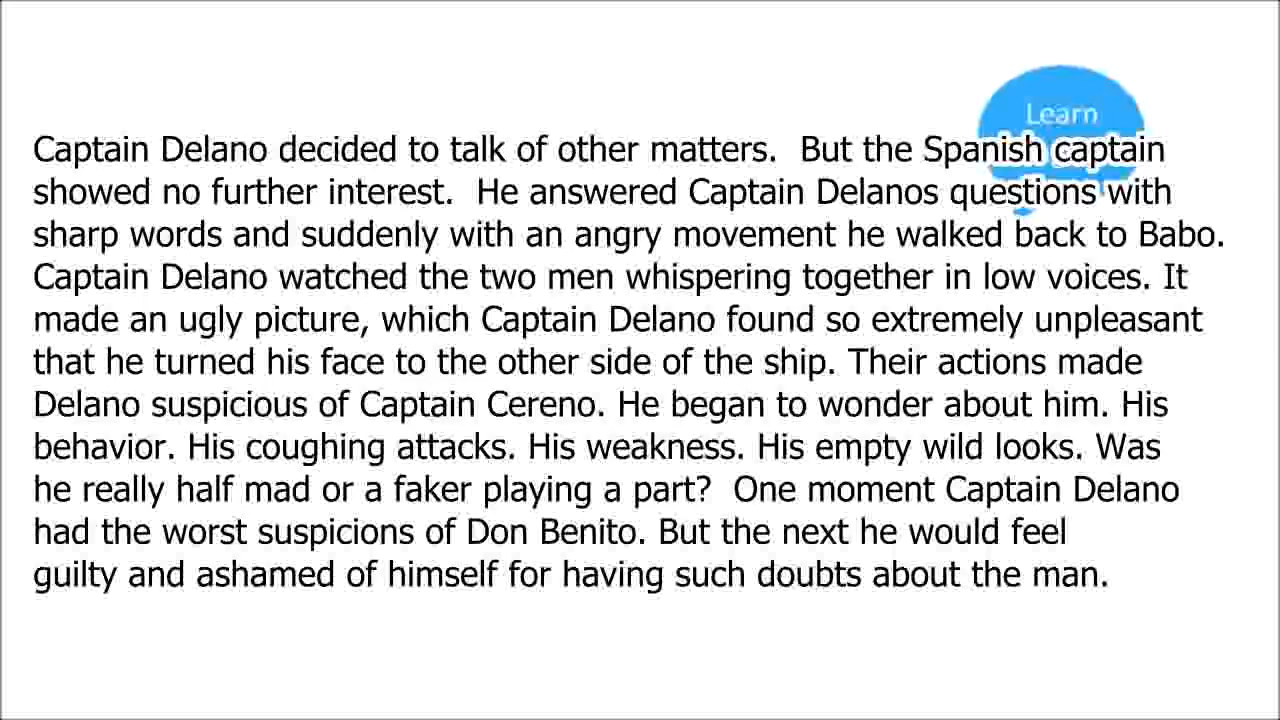 Learn
Captain Delano decided to talk of other matters.  But the Spanish captain
showed no further interest.  He answered Captain Delanos questions with
sharp words and suddenly with an angry movement he walked back to Babo.
Captain Delano watched the two men whispering together in low voices. It
made an ugly picture, which Captain Delano found so extremely unpleasant
that he turned his face to the other side of the ship. Their actions made
Delano suspicious of Captain Cereno. He began to wonder about him. His
behavior. His coughing attacks. His weakness. His empty wild looks. Was
he really half mad or a faker playing a part?  One moment Captain Delano
had the worst suspicions of Don Benito. But the next he would feel
guilty and ashamed of himself for having such doubts about the man.